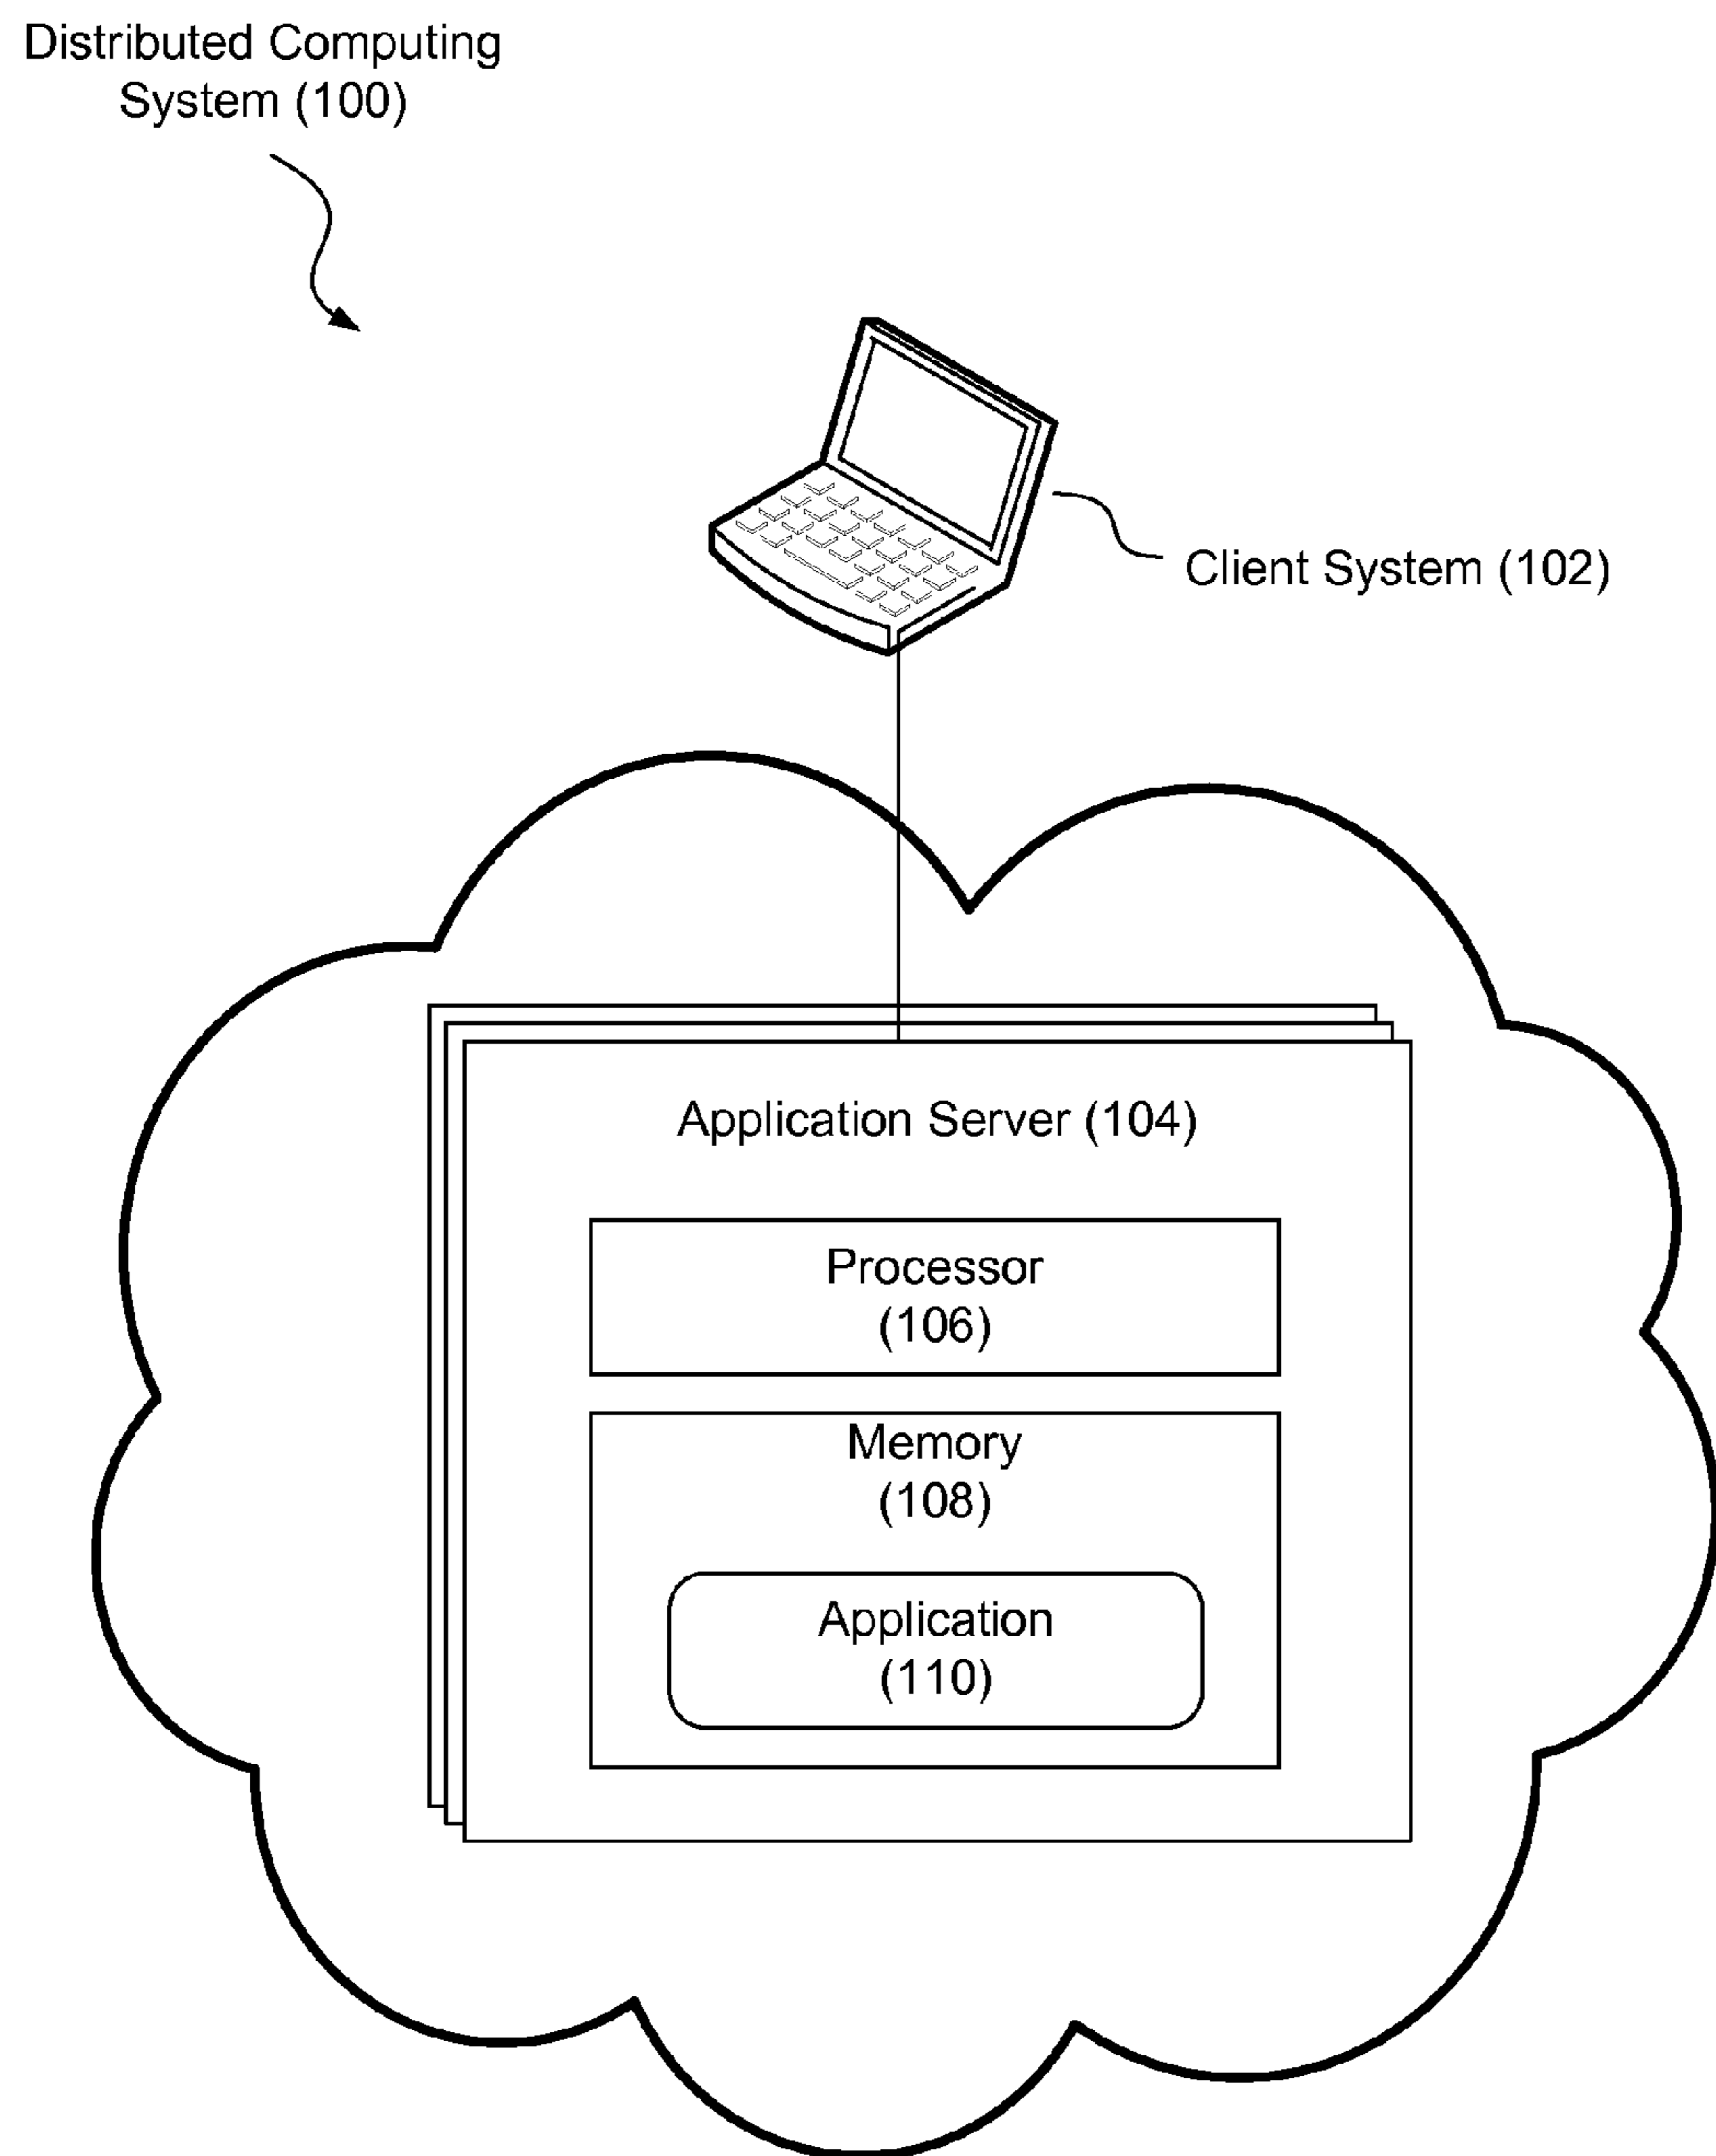 Distributed Computing
System (100)
Client System (102)
Application Server (104)
Processor
(106)
Memory
(108)
Application
(110)